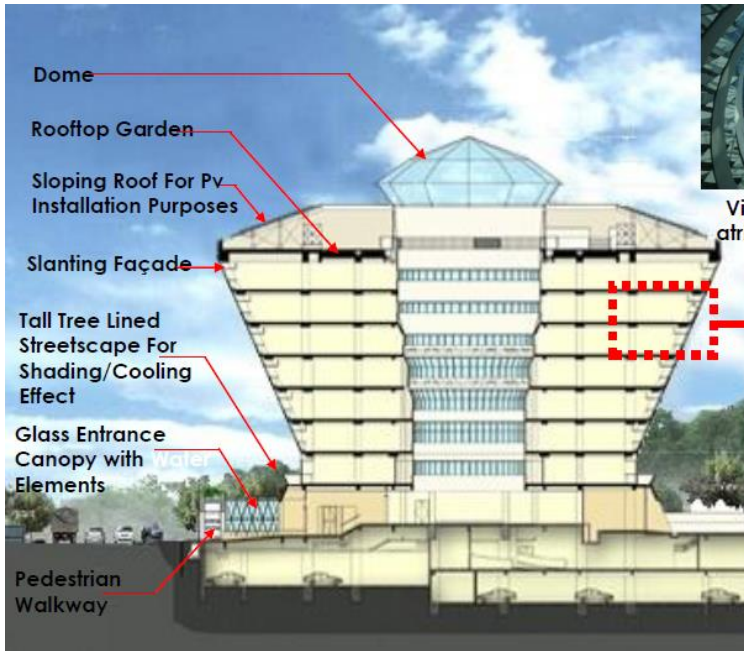 Dome
Rooftop Garden
Sloping Roof For Pv
Installation Purposes
Slanting Façade
Tall Tree Lined
Streetscape For
Shading/Cooling
Effect
Glass Entrance
Canopy with Water
Elements
Pedestrian
Walkway